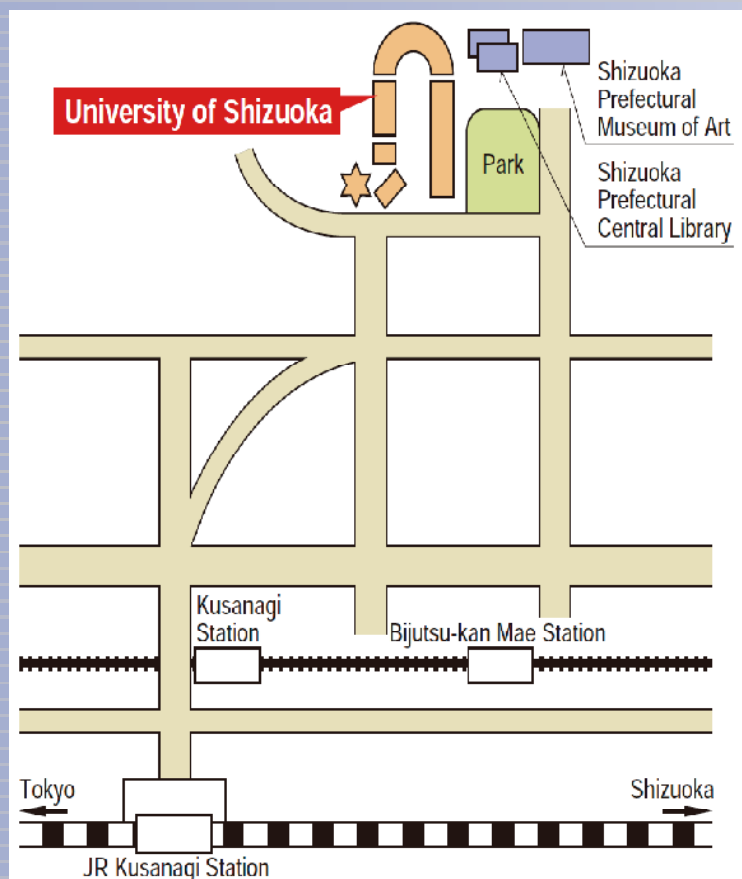 University of Shizuoka
Shizuoka
Prefectural
Museum of Art
Park
Shizuoka
Prefectural
Central Library
Kusanagi
Station
Bijutsu-kan Mae Station
Tokyo
Shizuoka
JR Kusanagi Station